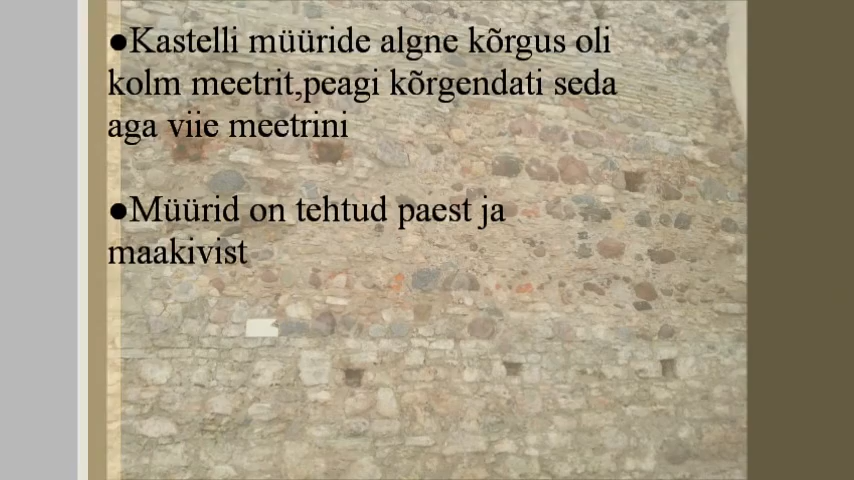 ●Kastelli müüride algne kõrgus oli
kolm meetrit,peagi kõrgendati seda
aga viie meetrini
●Müürid on tehtud paest ja
maakivist